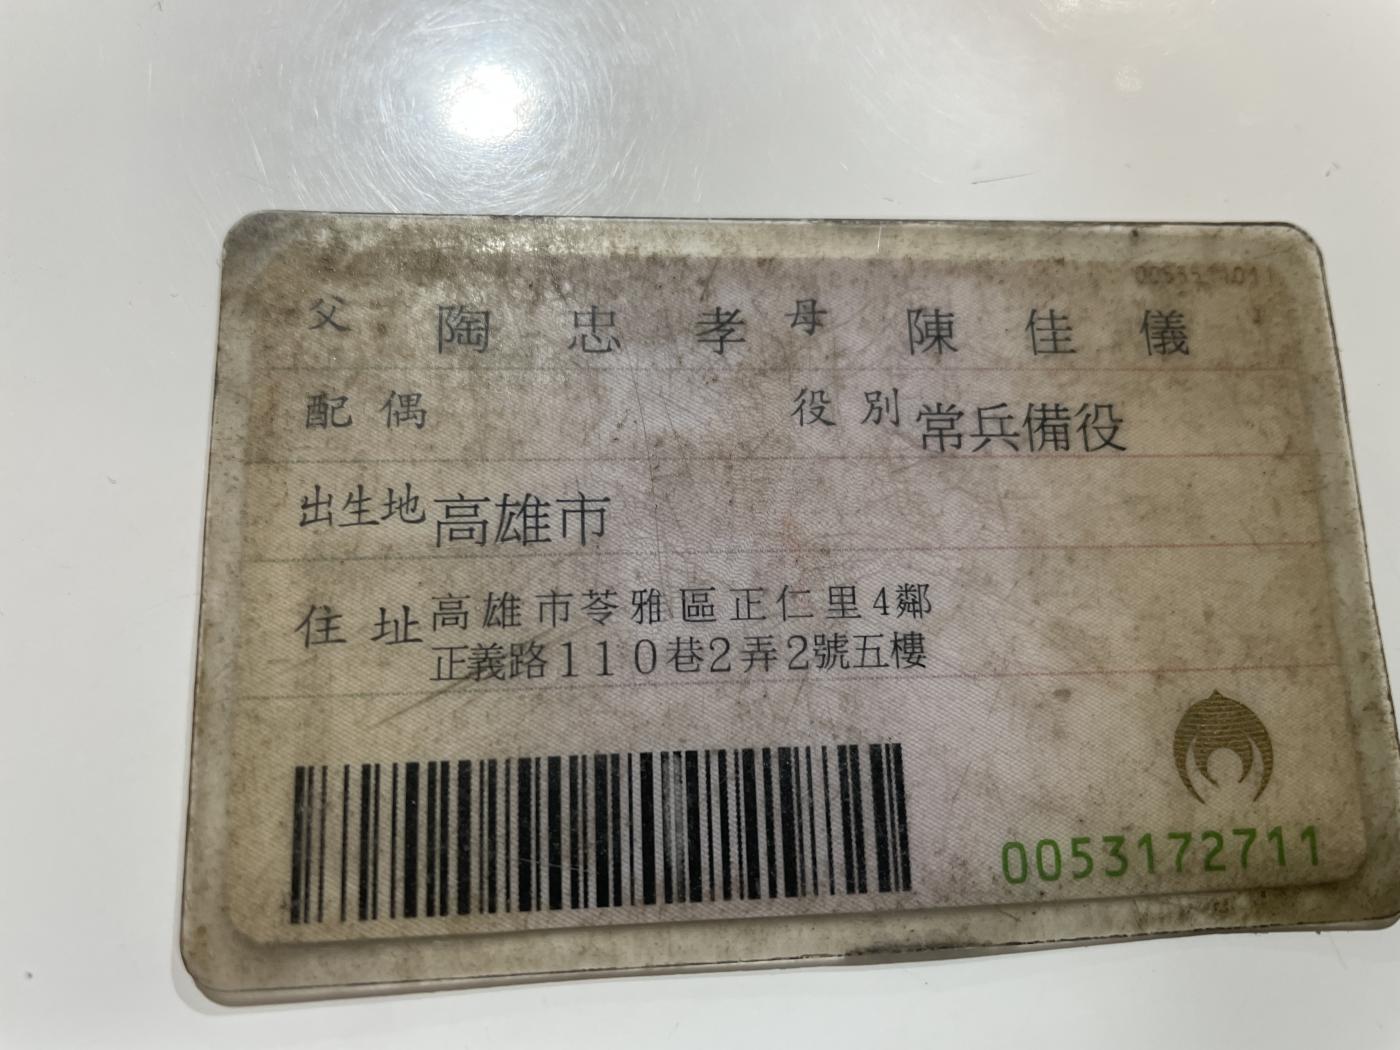 父 陶忠孝 母 陳佳儀
配偶 役別 常兵備役
出生地 高雄市
住址 高雄市苓雅區正仁里4鄰
正義路110巷2弄2號五樓
0053172711